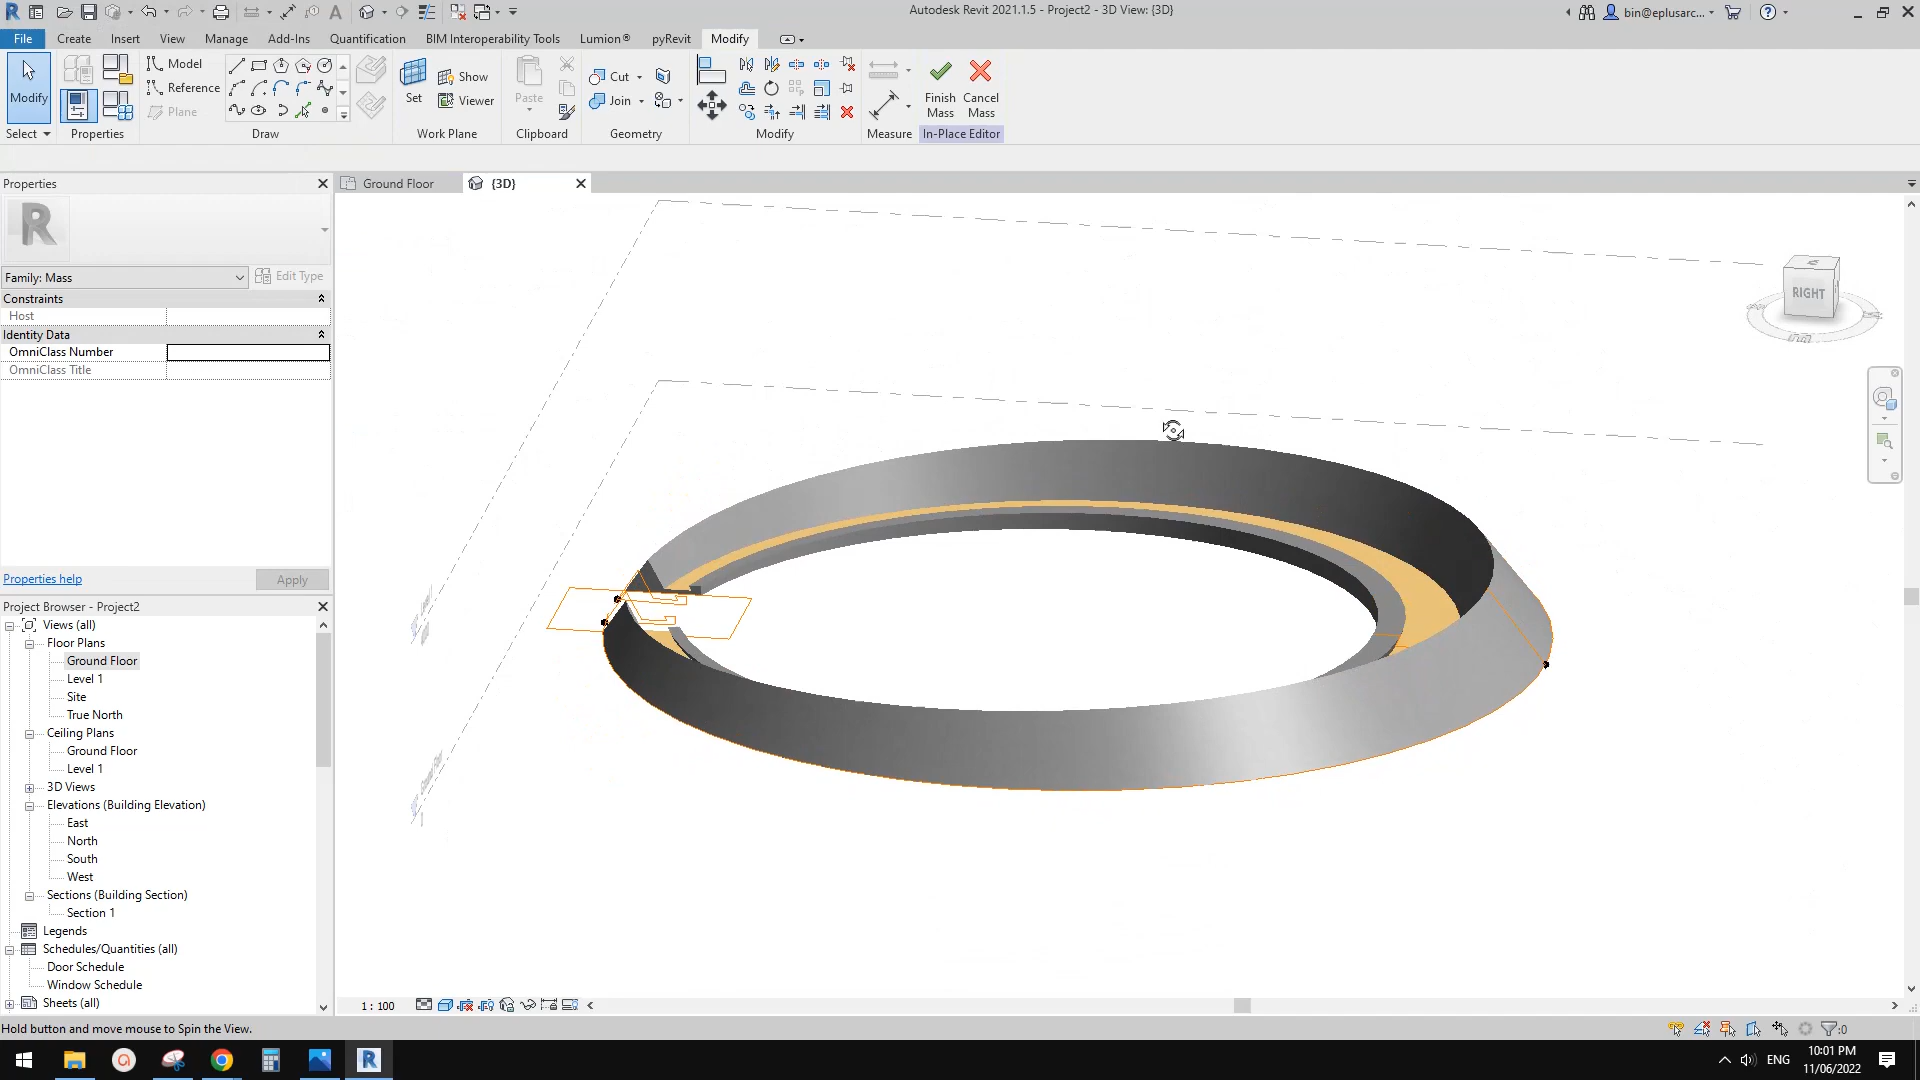 Autodesk Revit 2021.1.5 - Project2 - 3D View: {3D}
bin@eplusarc...
File Create Insert View Manage Add-Ins Quantification BIM Interoperability Tools Lumion® pyRevit Modify
Modify
Select
Properties
Model
Reference
Plane
Draw
Set
Show
Viewer
Work Plane
Paste
Clipboard
Cut
Join
Geometry
Modify
Measure
Finish Mass
Cancel Mass
In-Place Editor
Properties
Ground Floor
{3D}
R
Family: Mass
Edit Type
Constraints
Host
Identity Data
OmniClass Number
OmniClass Title
Properties help
Apply
RIGHT
Project Browser - Project2
Views (all)
Floor Plans
Ground Floor
Level 1
Site
True North
Ceiling Plans
Ground Floor
Level 1
3D Views
Elevations (Building Elevation)
East
North
South
West
Sections (Building Section)
Section 1
Legends
Schedules/Quantities (all)
Door Schedule
Window Schedule
Sheets (all)
1 : 100
Hold button and move mouse to Spin the View.
:0
ENG
10:01 PM
11/06/2022